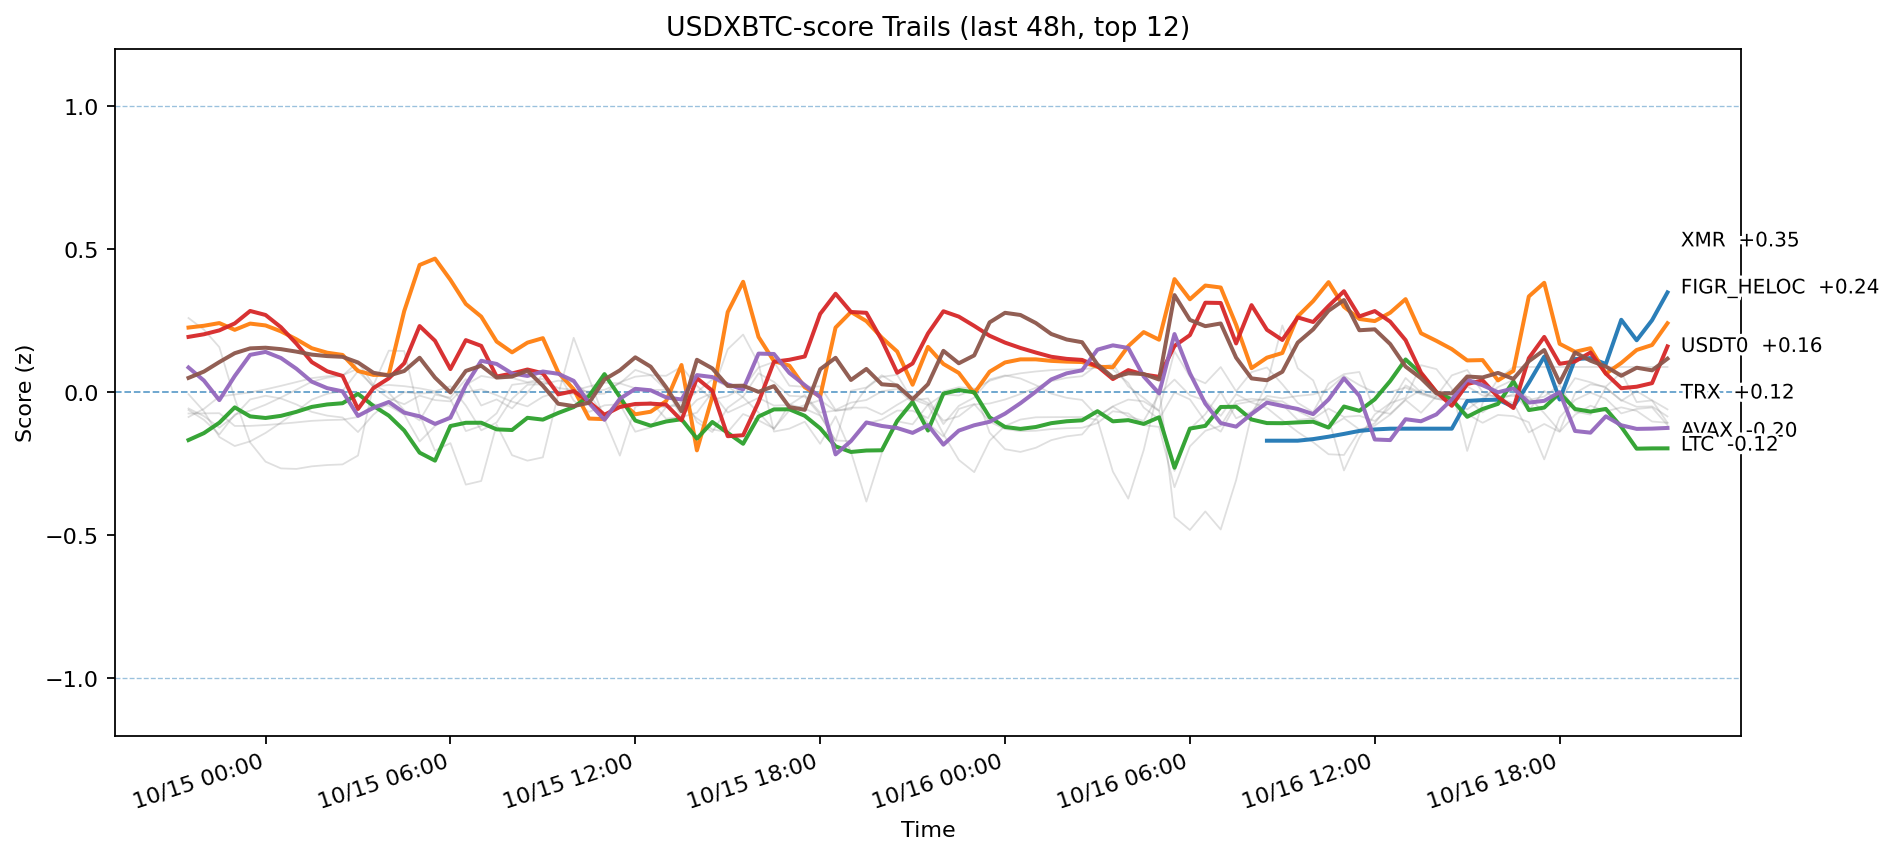 USDXBTC-score Trails (last 48h, top 12)
1.0
0.5
0.0
−0.5
−1.0
Score (z)
XMR +0.35
FIGR_HELOC +0.24
USDT0 +0.16
TRX +0.12
AVAX -0.20
LTC -0.12
10/15 00:00
10/15 06:00
10/15 12:00
10/15 18:00
10/16 00:00
10/16 06:00
10/16 12:00
10/16 18:00
Time